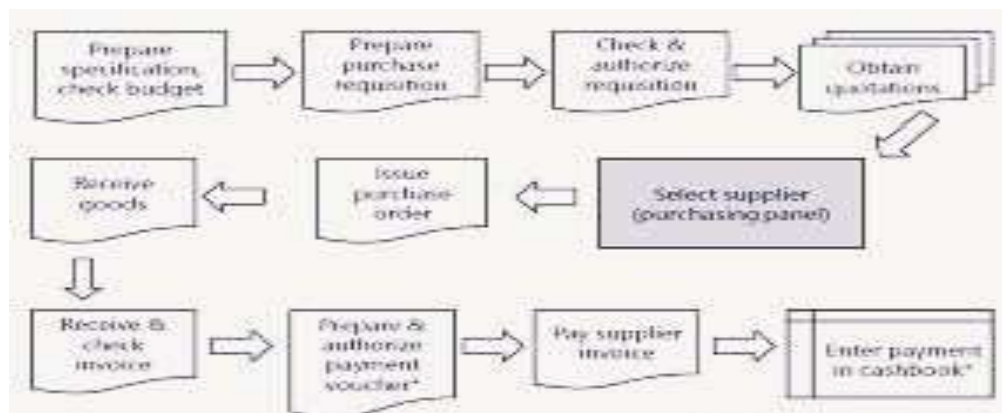 Prepare
specification,
check budget
Prepare
purchase
requisition
Check &
authorize
requisition
Obtain
quotations
Select supplier
(purchasing panel)
Issue
purchase
order
Receive
goods
Receive &
check
invoice
Prepare &
authorize
payment
voucher*
Pay supplier
invoice
Enter payment
in cashbook*